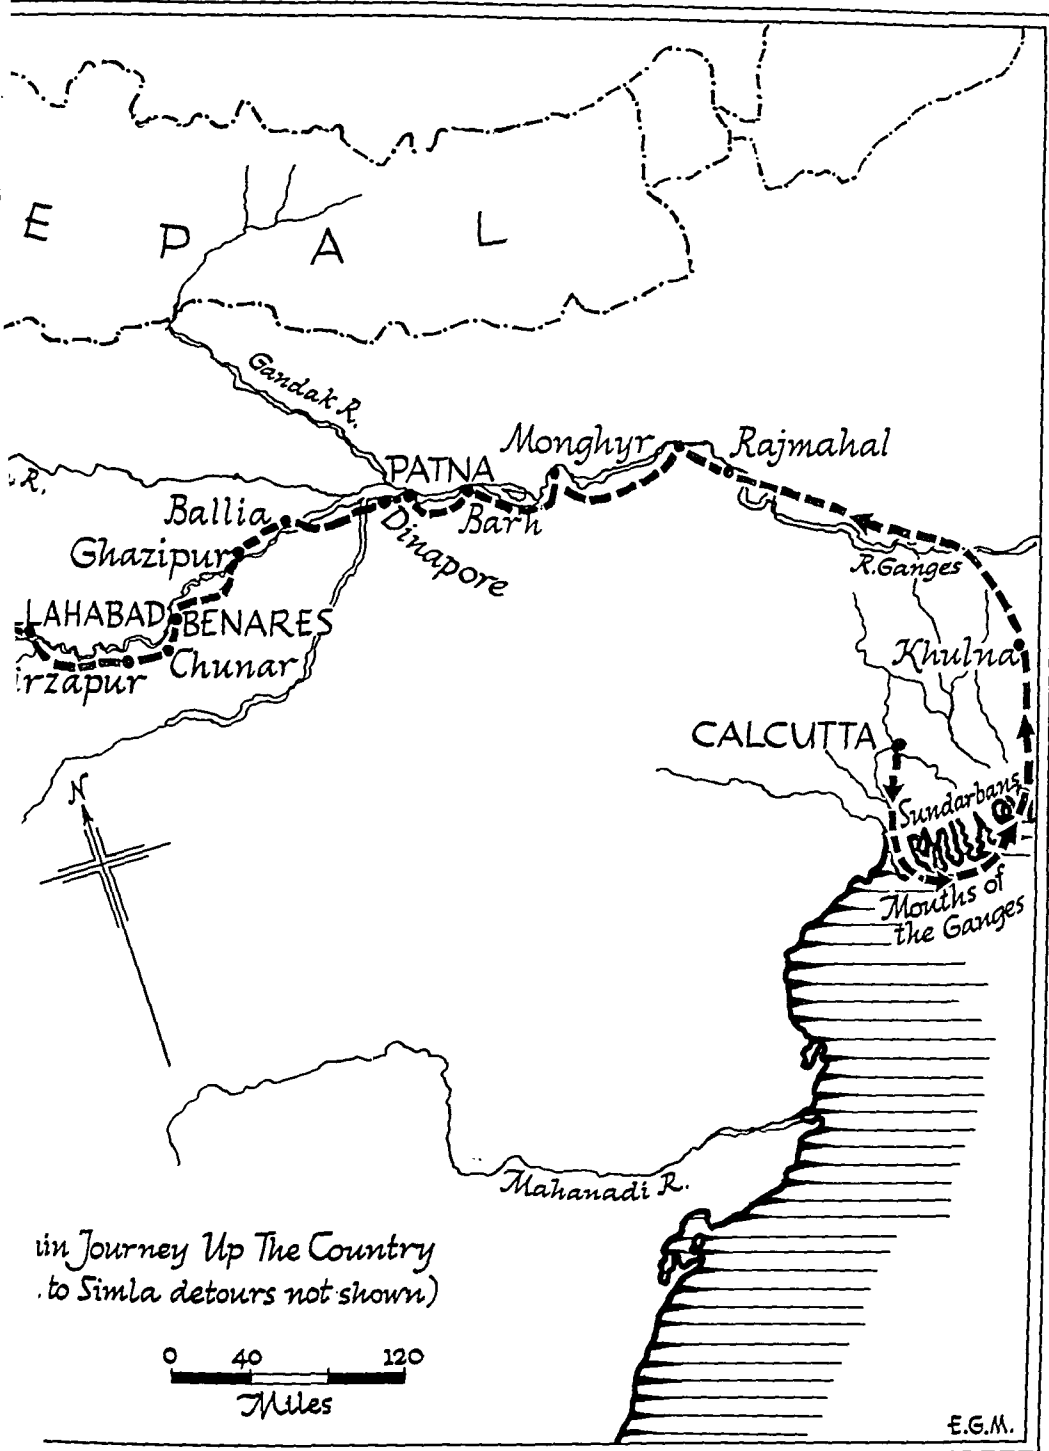 E P A L
Gandak R.
Monghyr
Rajmahal
PATNA
R.
Ballia
Barh
Dinapore
Ghazipur
R. Ganges
LAHABAD
BENARES
Khulna
Chunar
irzapur
CALCUTTA
N
Sundarbans
Mouths of
the Ganges
Mahanadi R.
in Journey Up The Country
. to Simla detours not shown)
0 40 120
Miles
E.G.M.